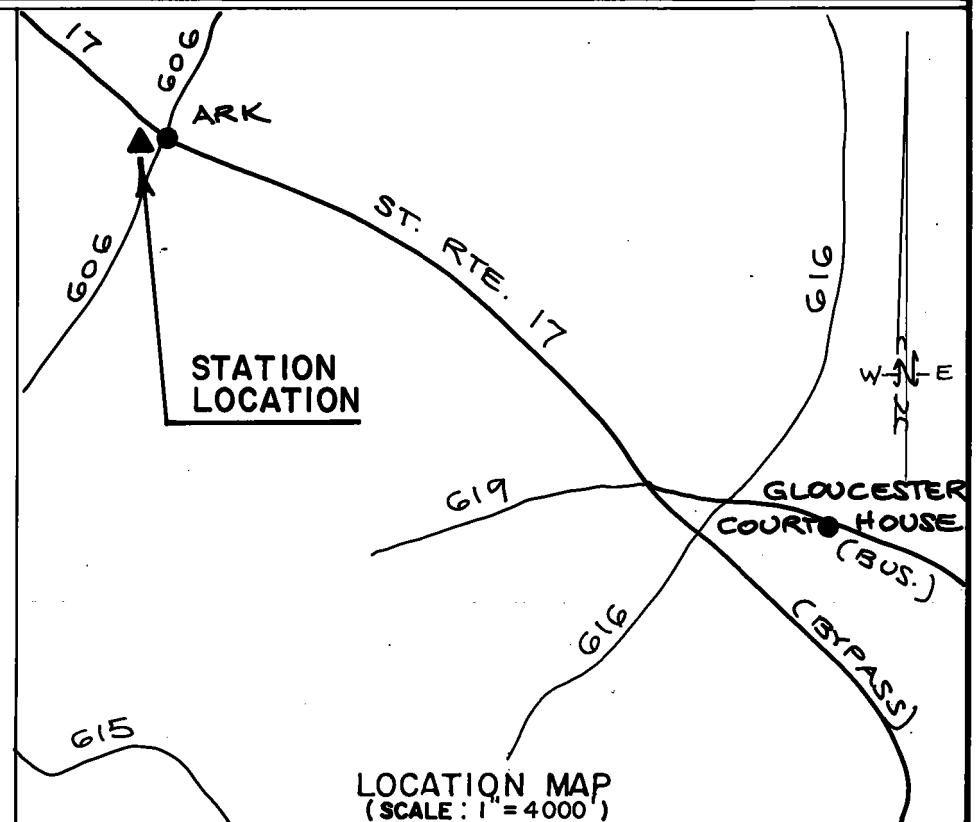 17
606
ARK
ST. RTE. 17
606
616
STATION
LOCATION
W E
619
GLOUCESTER
COURT HOUSE
(BUS.)
616
(BYPASS)
615
LOCATION MAP
(SCALE: 1" = 4000')